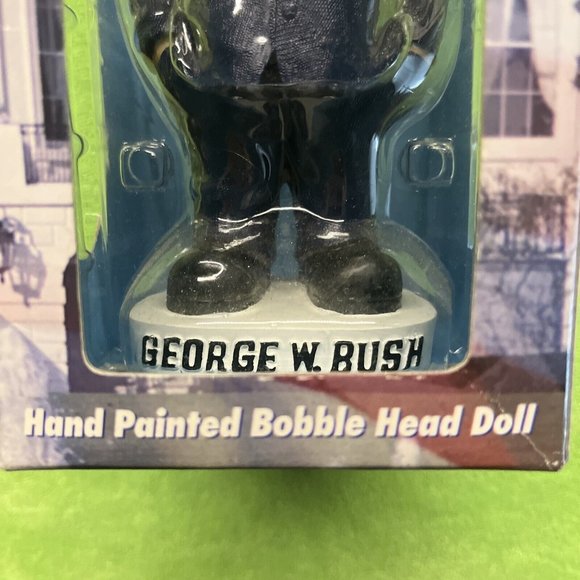 GEORGE W. BUSH
Hand Painted Bobble Head Doll